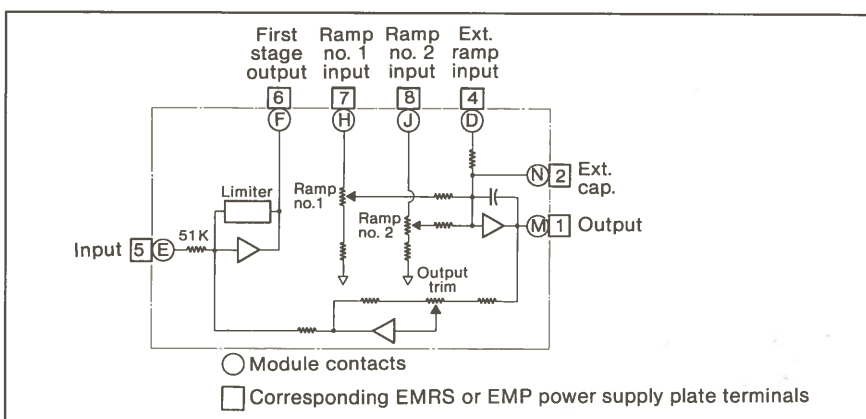 First stage output
Ramp no. 1 input
Ramp no. 2 input
Ext. ramp input
6
7
8
4
F
H
J
D
N
2
Ext. cap.
Limiter
Ramp no.1
Ramp no. 2
51K
Input
5
E
M
1
Output
Output trim
Module contacts
Corresponding EMRS or EMP power supply plate terminals